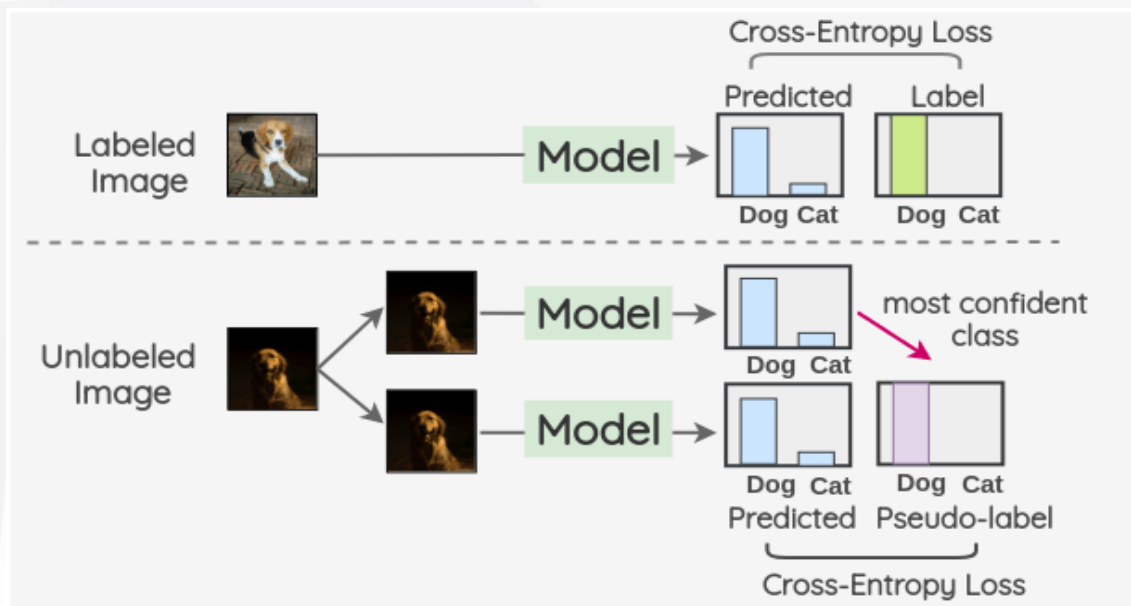 Cross-Entropy Loss
Predicted Label
Labeled
Image
Model
Dog Cat Dog Cat
Unlabeled
Image
Model
most confident
class
Dog Cat
Model
Dog Cat Dog Cat
Predicted Pseudo-label
Cross-Entropy Loss